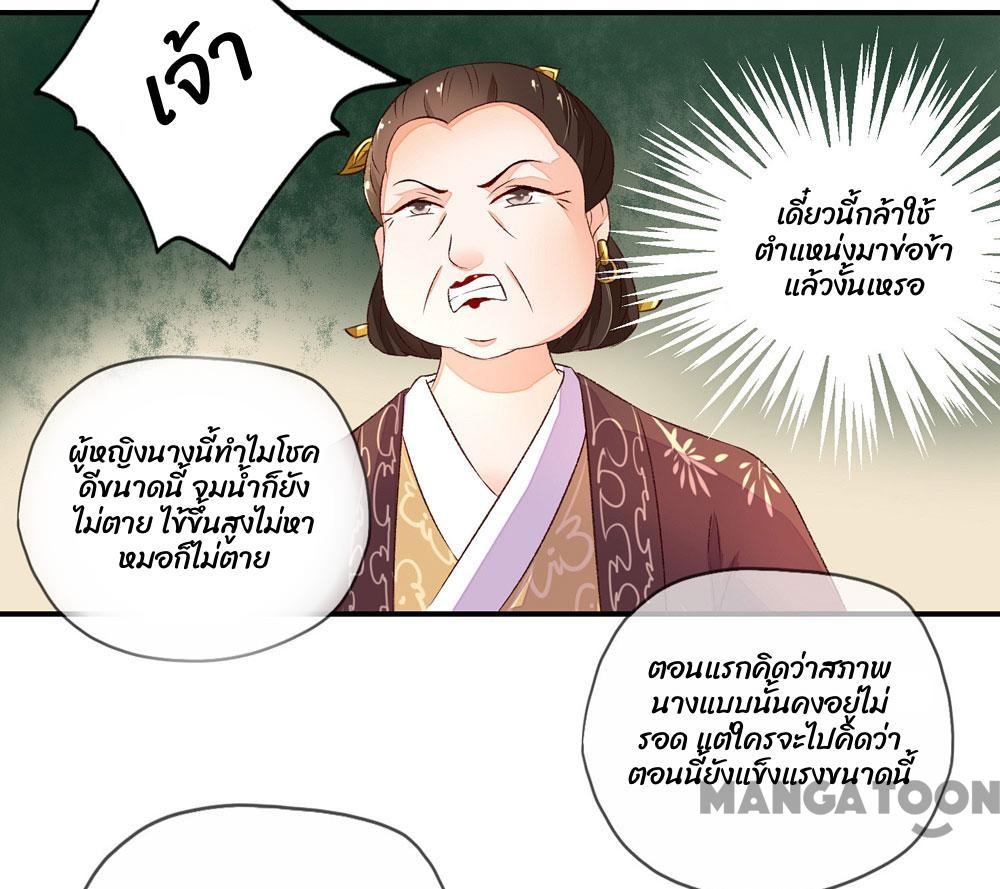 เจ้า
เดี๋ยวนี้กล้าใช้
ตำแหน่งมาข่อข้า
แล้วงั้นเหรอ
ผู้หญิงนางนี้ทำไมโชค
ดีขนาดนี้ จมน้ำก็ยัง
ไม่ตาย ไข้ขึ้นสูงไม่หา
หมอก็ไม่ตาย
ตอนแรกคิดว่าสภาพ
นางแบบนั้นคงอยู่ไม่
รอด แต่ใครจะไปคิดว่า
ตอนนี้ยังแข็งแรงขนาดนี้
MANGATOON